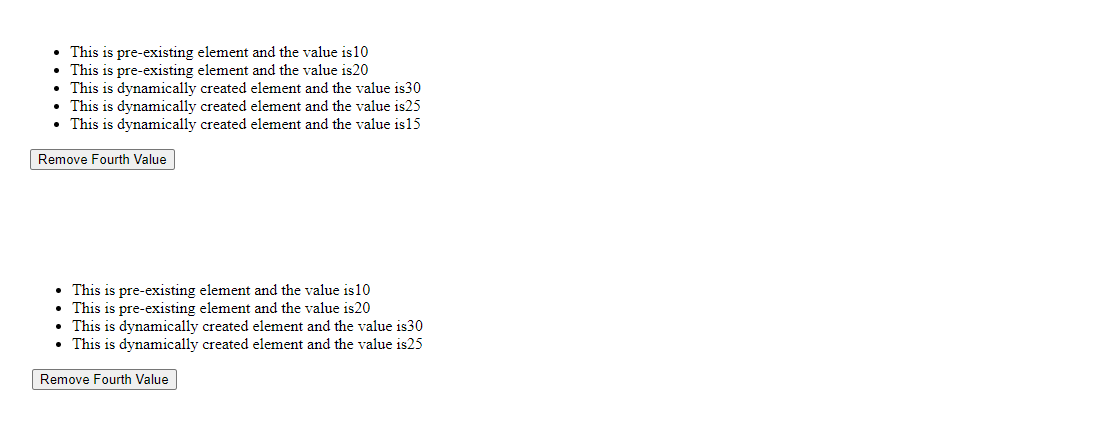 This is pre-existing element and the value is10
This is pre-existing element and the value is20
This is dynamically created element and the value is30
This is dynamically created element and the value is25
This is dynamically created element and the value is15
Remove Fourth Value
This is pre-existing element and the value is10
This is pre-existing element and the value is20
This is dynamically created element and the value is30
This is dynamically created element and the value is25
Remove Fourth Value